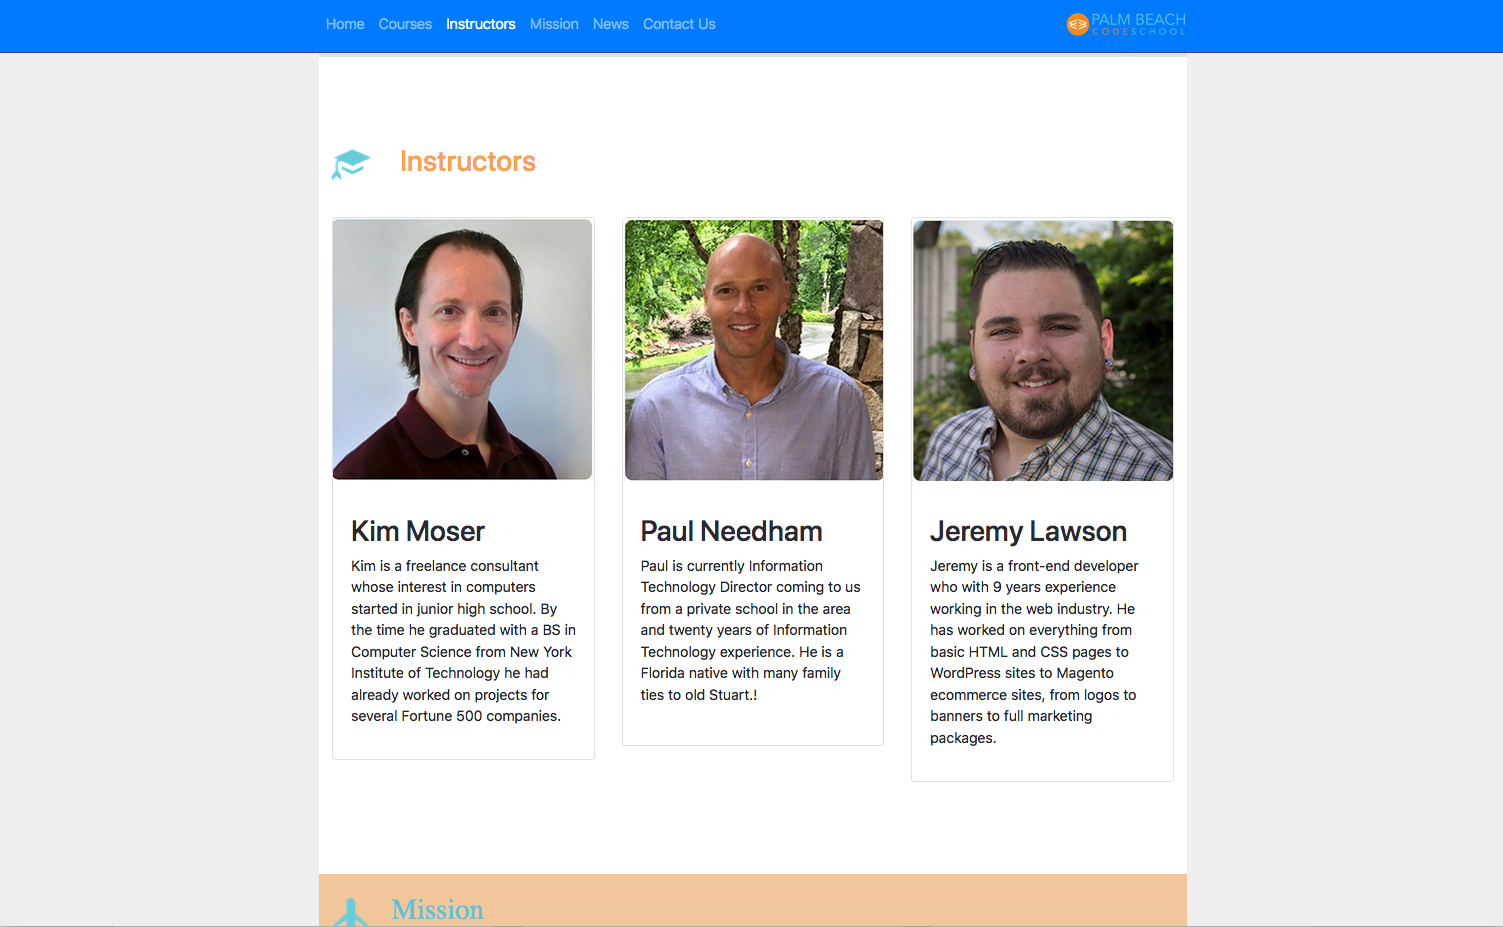 Home Courses Instructors Mission News Contact Us
PALM BEACH
CODESCHOOL
Instructors
Kim Moser
Kim is a freelance consultant
whose interest in computers
started in junior high school. By
the time he graduated with a BS in
Computer Science from New York
Institute of Technology he had
already worked on projects for
several Fortune 500 companies.
Paul Needham
Paul is currently Information
Technology Director coming to us
from a private school in the area
and twenty years of Information
Technology experience. He is a
Florida native with many family
ties to old Stuart.!
Jeremy Lawson
Jeremy is a front-end developer
who with 9 years experience
working in the web industry. He
has worked on everything from
basic HTML and CSS pages to
WordPress sites to Magento
ecommerce sites, from logos to
banners to full marketing
packages.
Mission